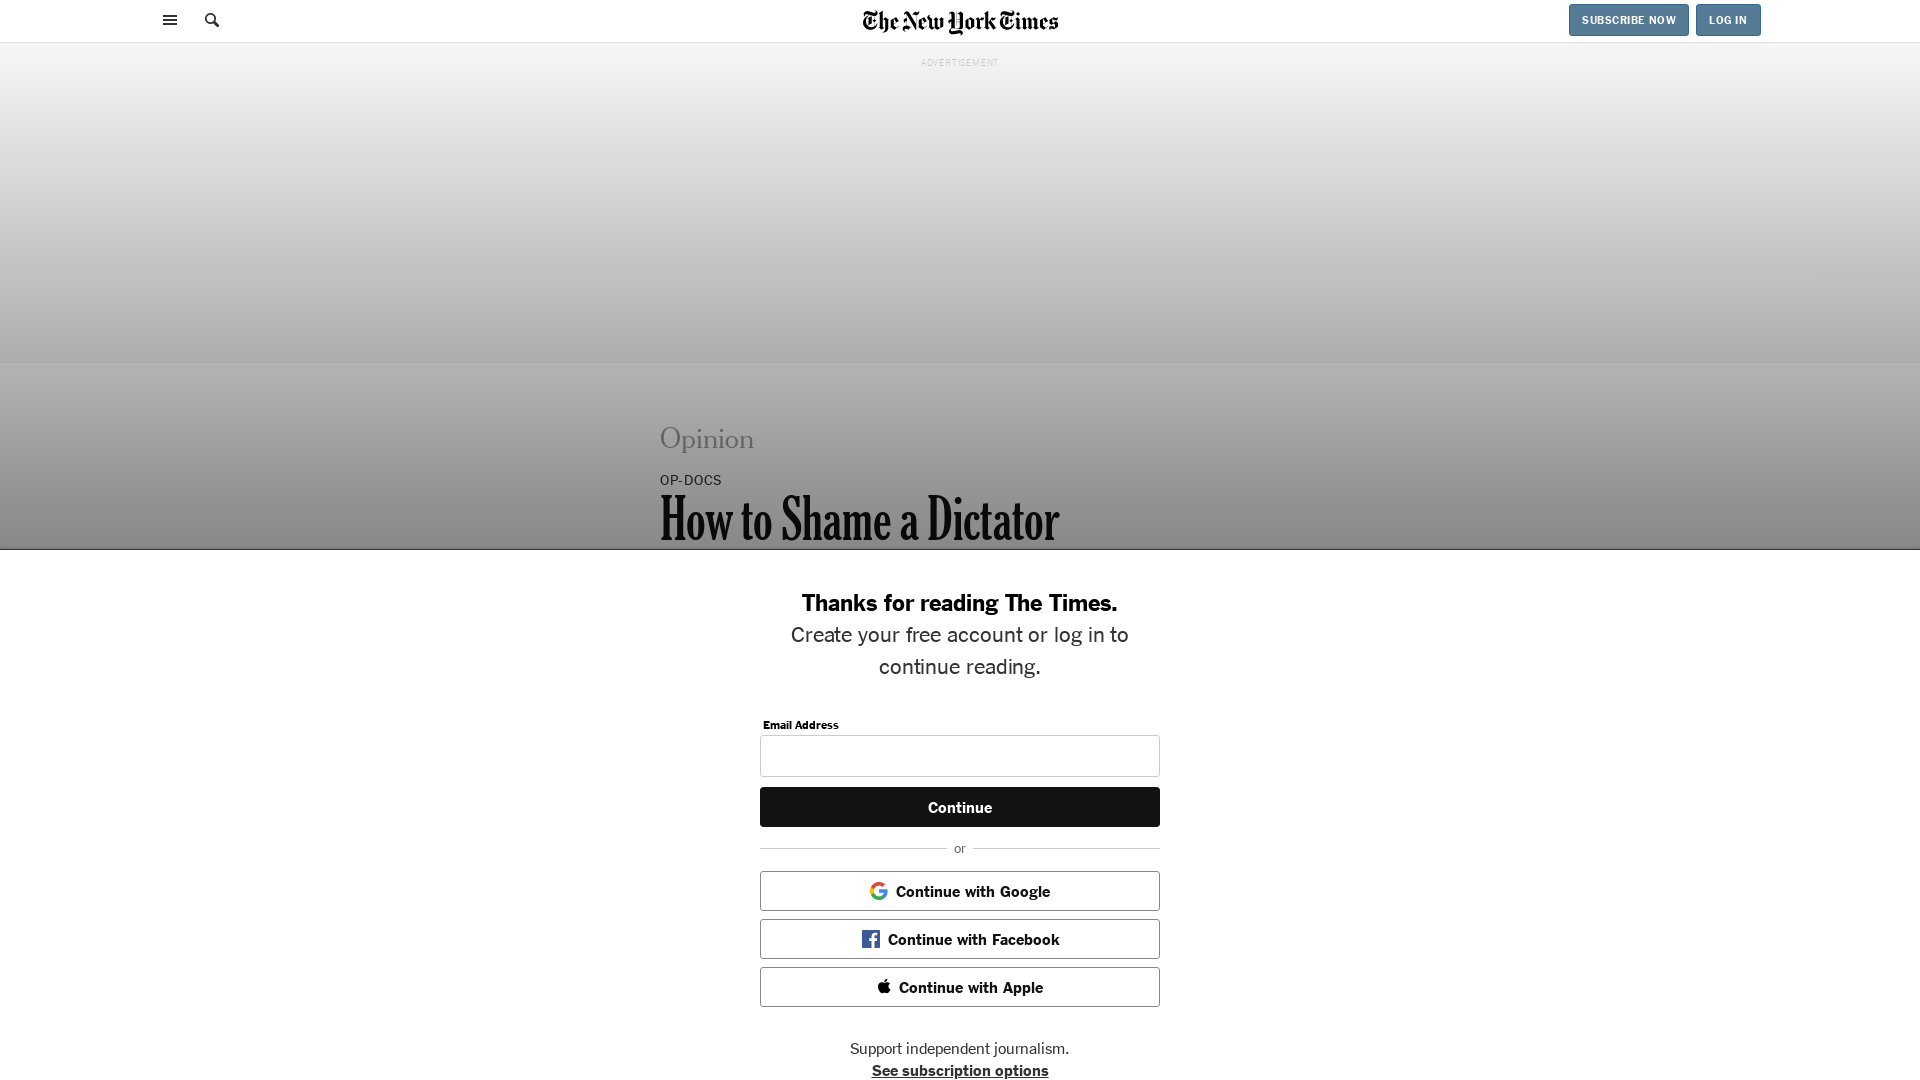 The New York Times
SUBSCRIBE NOW
LOG IN
ADVERTISEMENT
Opinion
OP-DOCS
How to Shame a Dictator
Thanks for reading The Times.
Create your free account or log in to
continue reading.
Email Address
Continue
or
Continue with Google
Continue with Facebook
Continue with Apple
Support independent journalism.
See subscription options